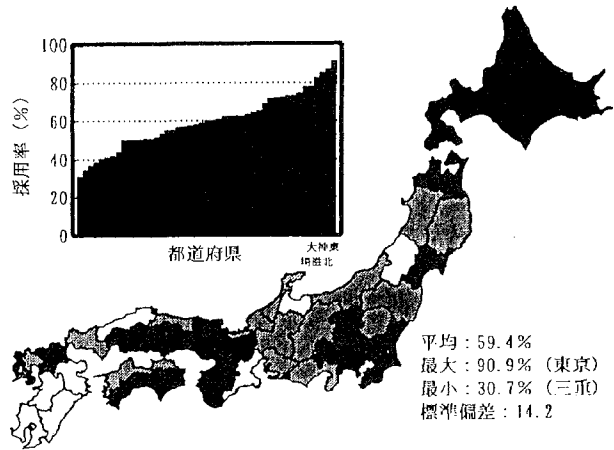 100
80
60
40
20
0
採用率 (%)
都道府県
大神東
埼滋北
平均：59.4%
最大：90.9% (東京)
最小：30.7% (三重)
標準偏差：14.2